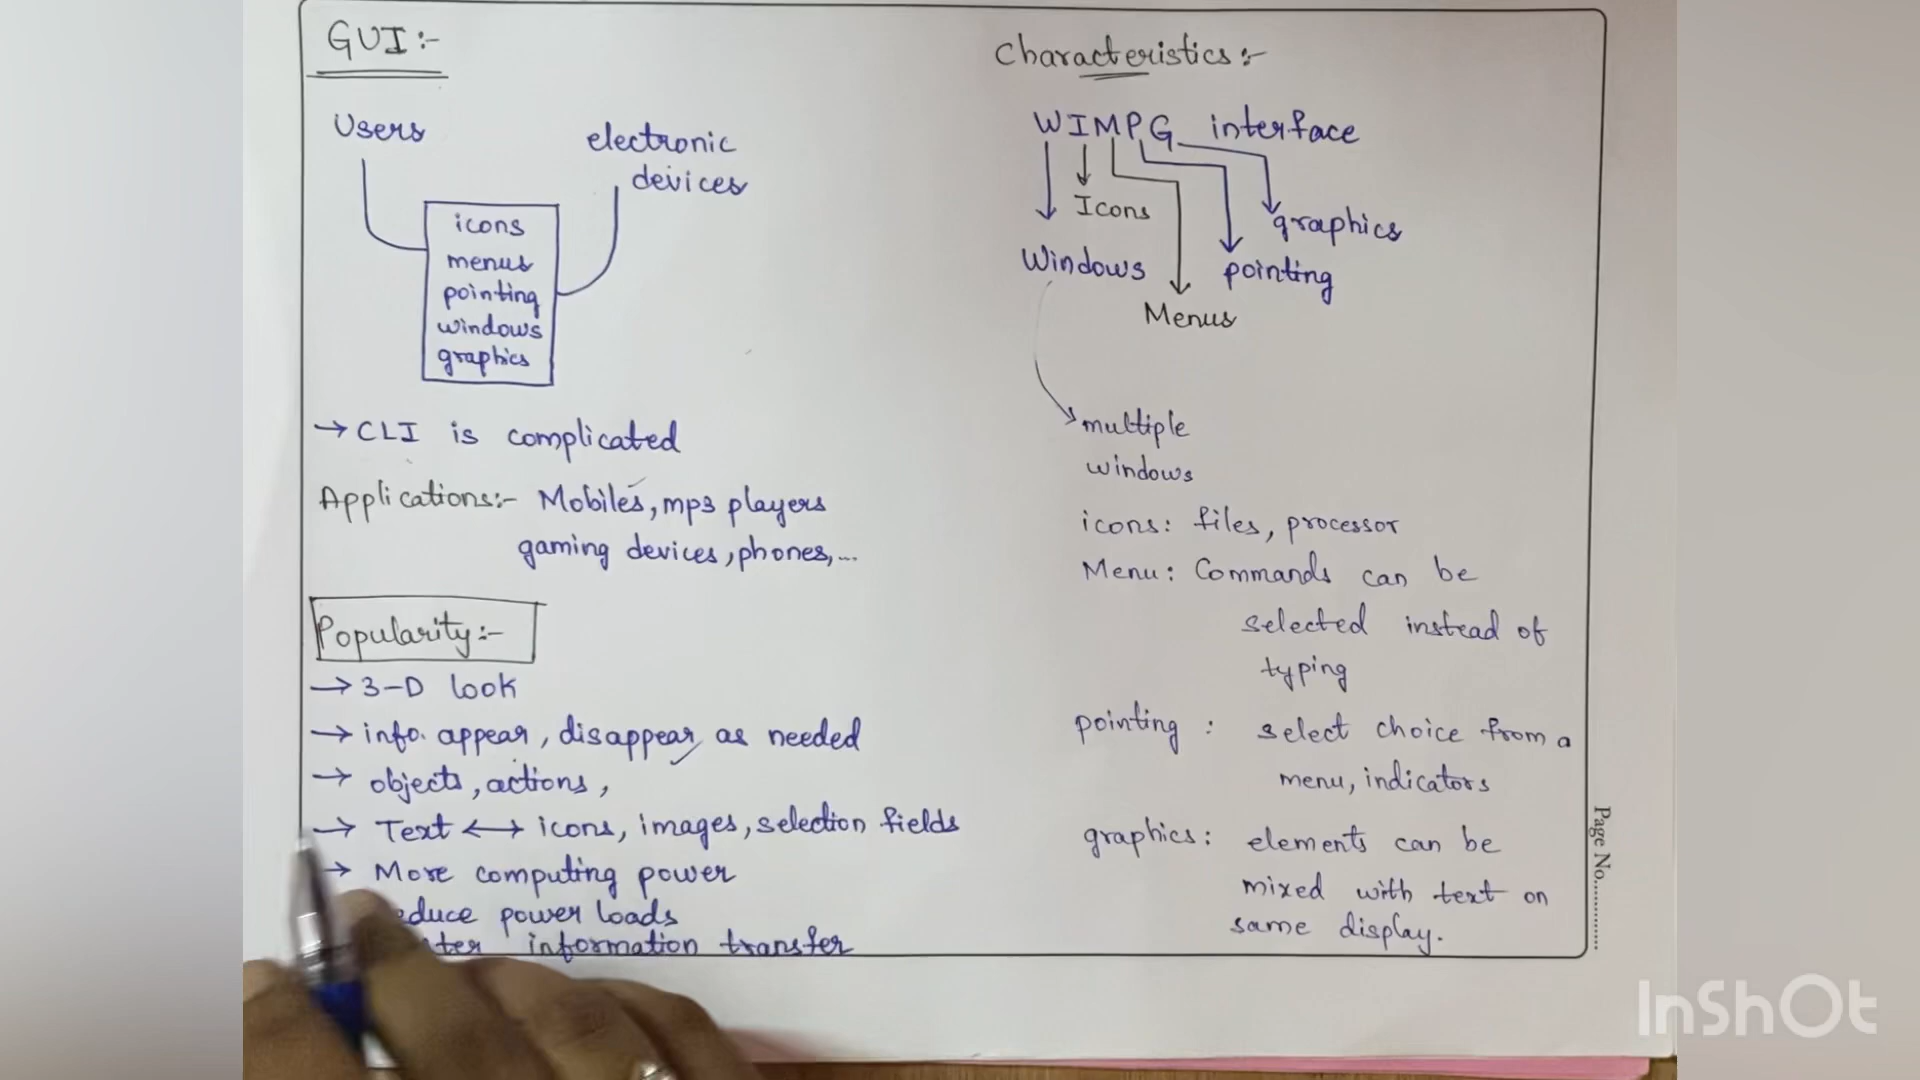 GUI:-
Users
electronic
devices
icons
menus
pointing
windows
graphics
→ CLI is complicated
Applications:- Mobiles, mp3 players
gaming devices, phones, ...
Popularity:-
→ 3-D look
→ info. appear, disappear as needed
→ objects, actions,
→ Text ↔ icons, images, selection fields
→ More computing power
educe power loads
information transfer
Characteristics:-
WIMPG interface
Icons
graphics
Windows
pointing
Menus
multiple
windows
icons: files, processor
Menu: Commands can be
selected instead of
typing
pointing : select choice from a
menu, indicators
graphics: elements can be
mixed with text on
same display.
Page No...............
InShOt